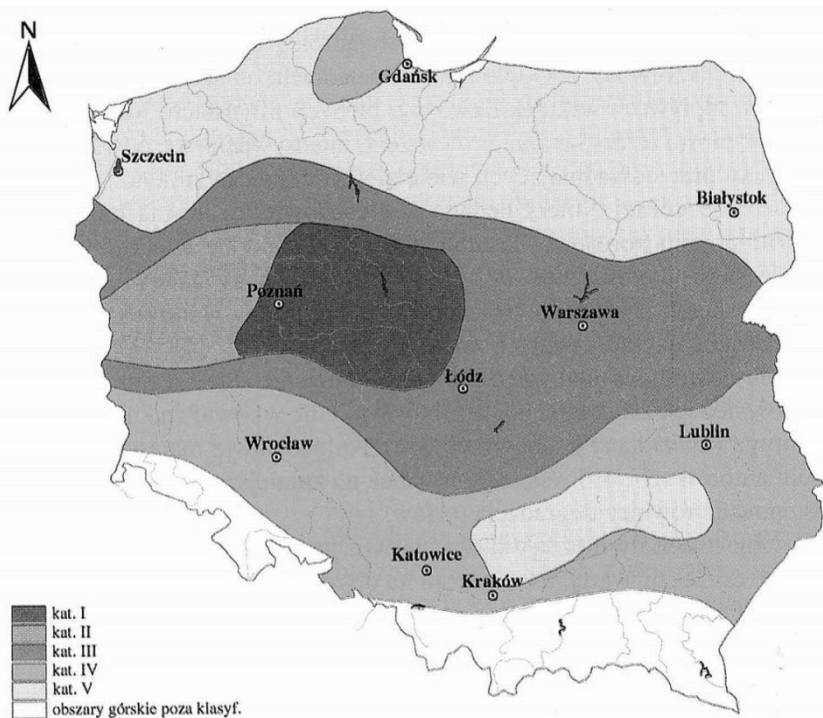 N
Gdańsk
Szczecin
Białystok
Poznań
Warszawa
Łódz
Lublin
Wrocław
Katowice
Kraków
kat. I
kat. II
kat. III
kat. IV
kat. V
obszary górskie poza klasyf.